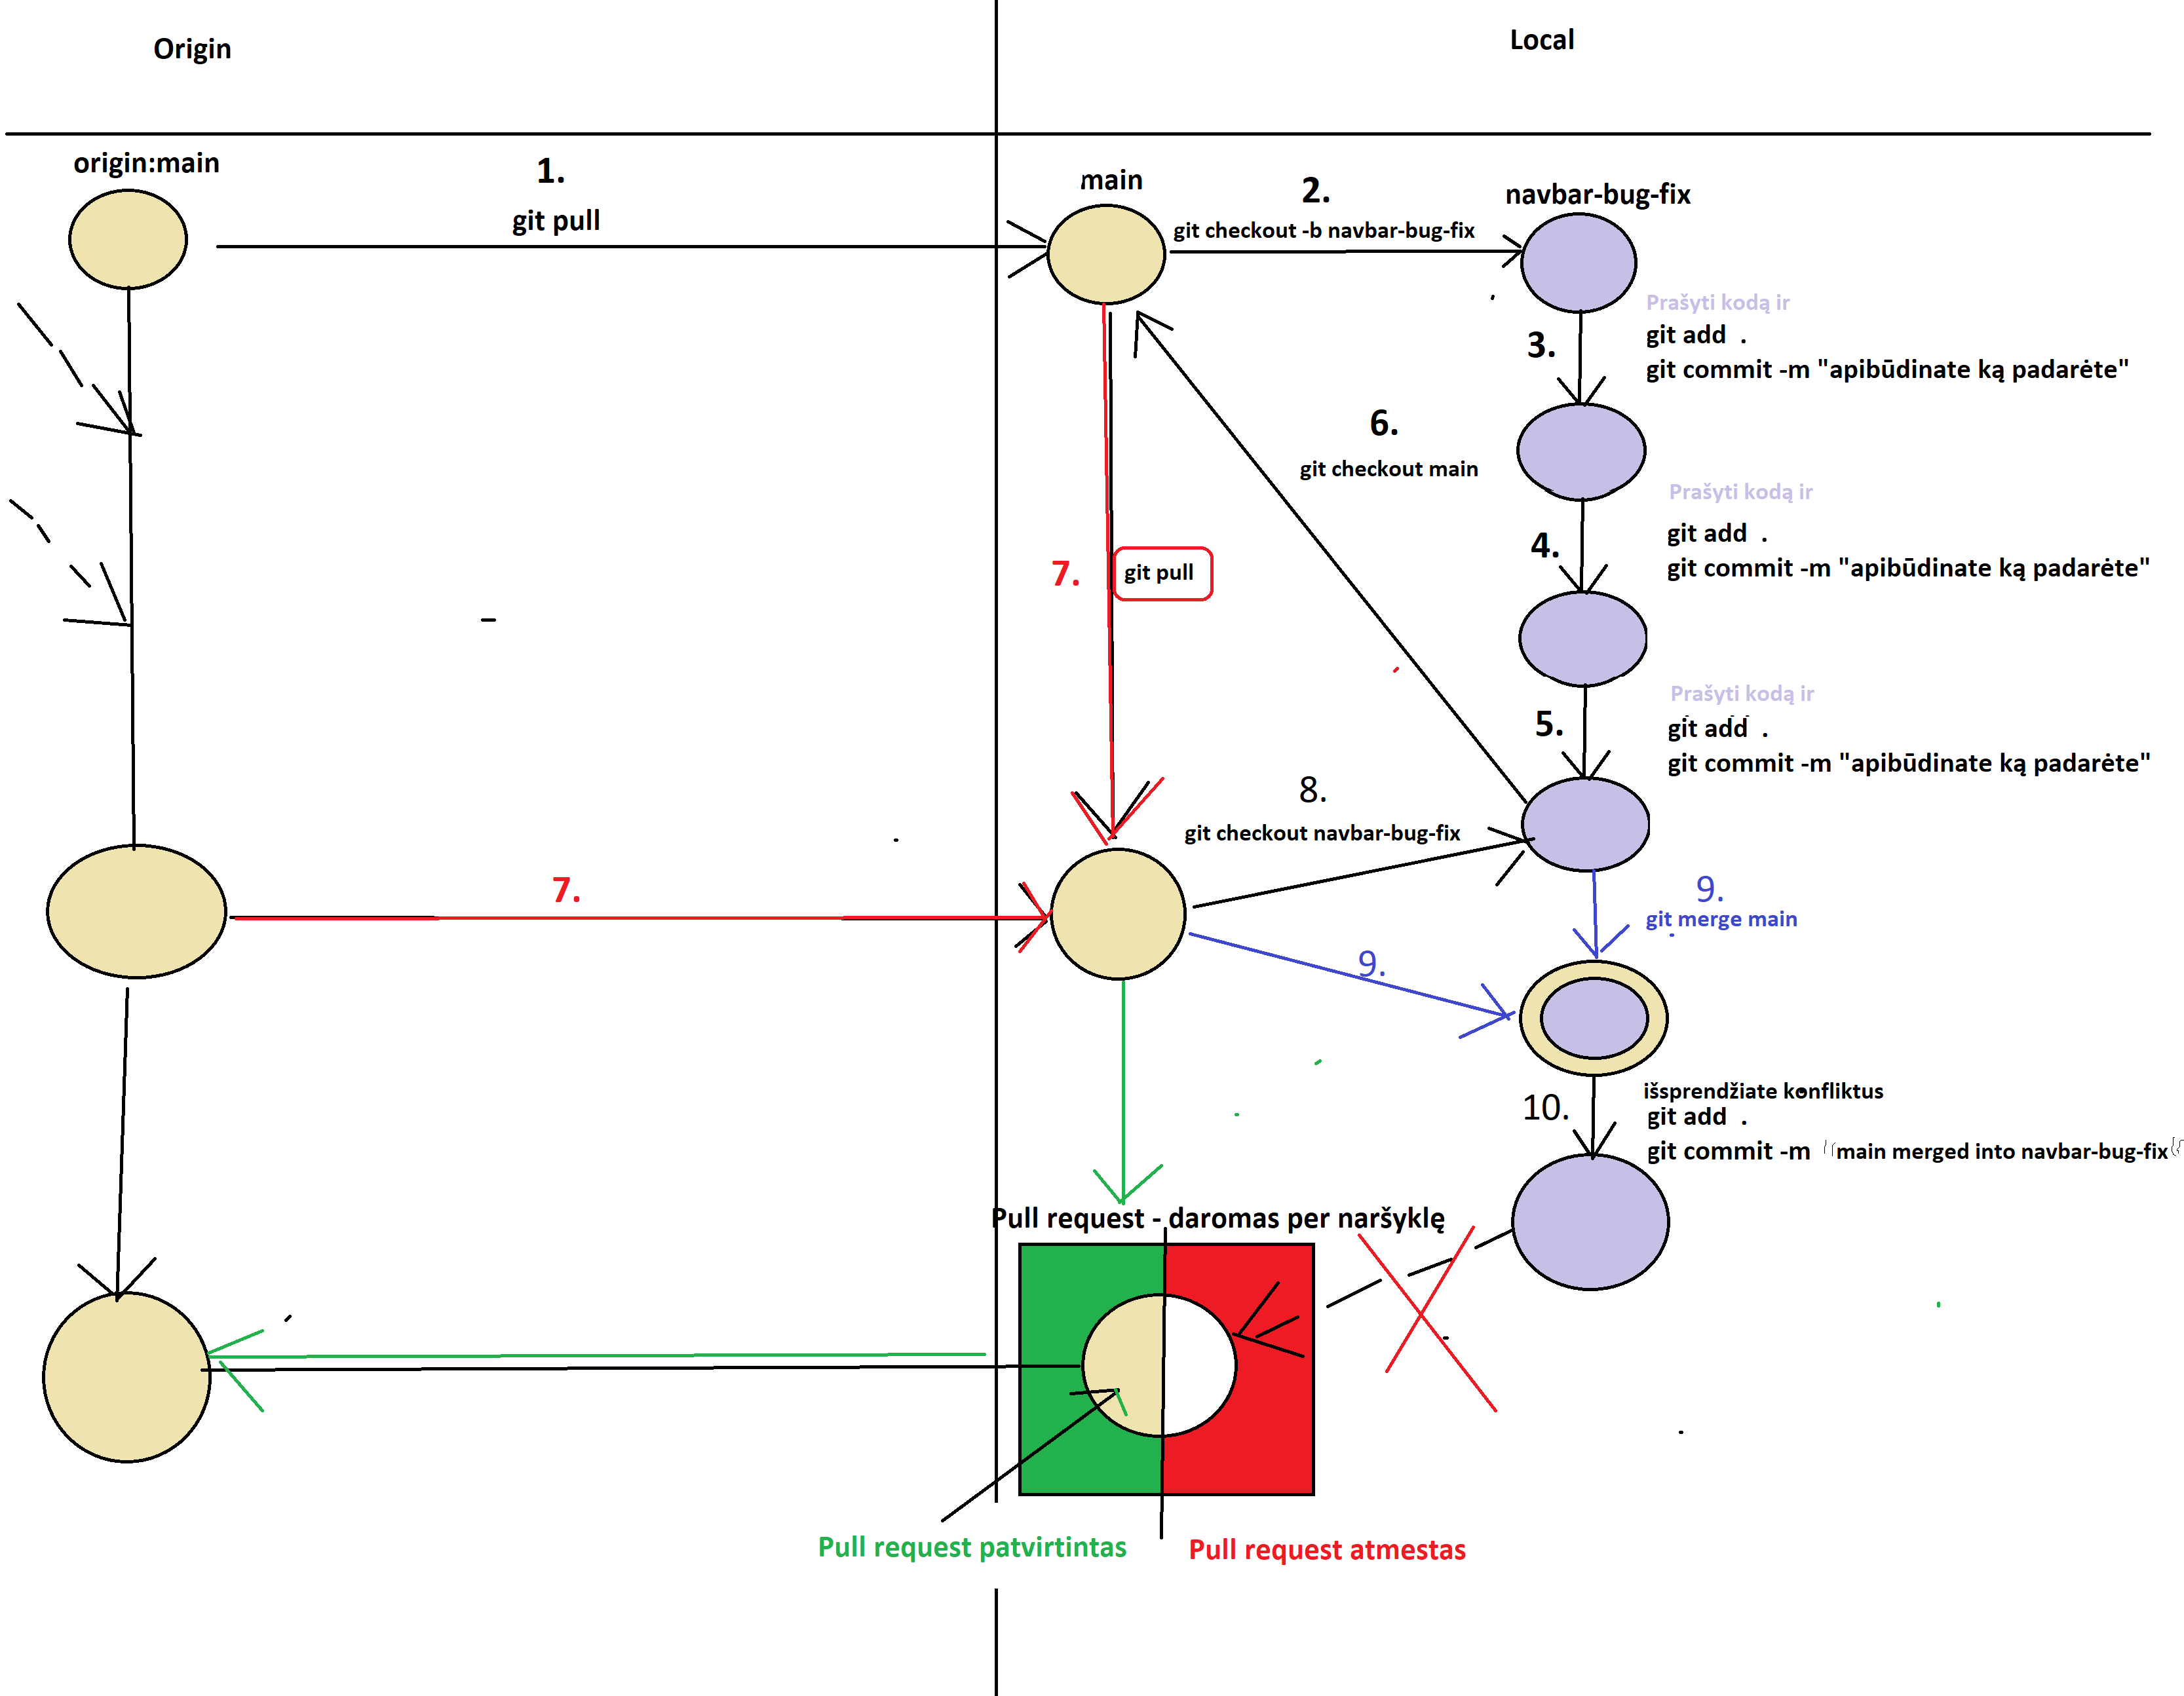 Origin
Local
origin:main
1.
git pull
main
2.
git checkout -b navbar-bug-fix
navbar-bug-fix
Prašyti kodą ir
3.
git add .
git commit -m "apibūdinate ką padarėte"
6.
git checkout main
Prašyti kodą ir
4.
git add .
git commit -m "apibūdinate ką padarėte"
7.
git pull
Prašyti kodą ir
5.
git add .
git commit -m "apibūdinate ką padarėte"
8.
git checkout navbar-bug-fix
7.
9.
git merge main
9.
10.
išsprendžiate konfliktus
git add .
git commit -m "main merged into navbar-bug-fix"
Pull request - daromas per naršyklę
Pull request patvirtintas
Pull request atmestas